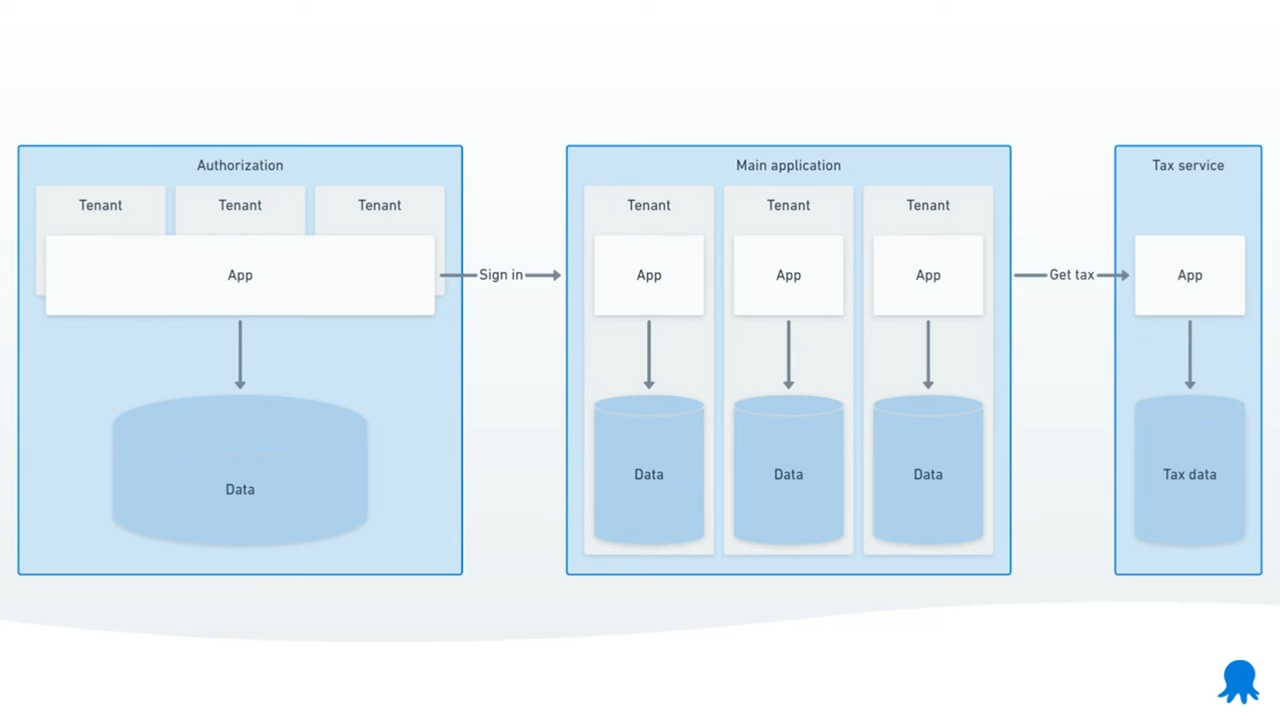 Authorization
Tenant
Tenant
Tenant
App
Data
Sign in
Main application
Tenant
Tenant
Tenant
App
App
App
Data
Data
Data
Get tax
Tax service
App
Tax data